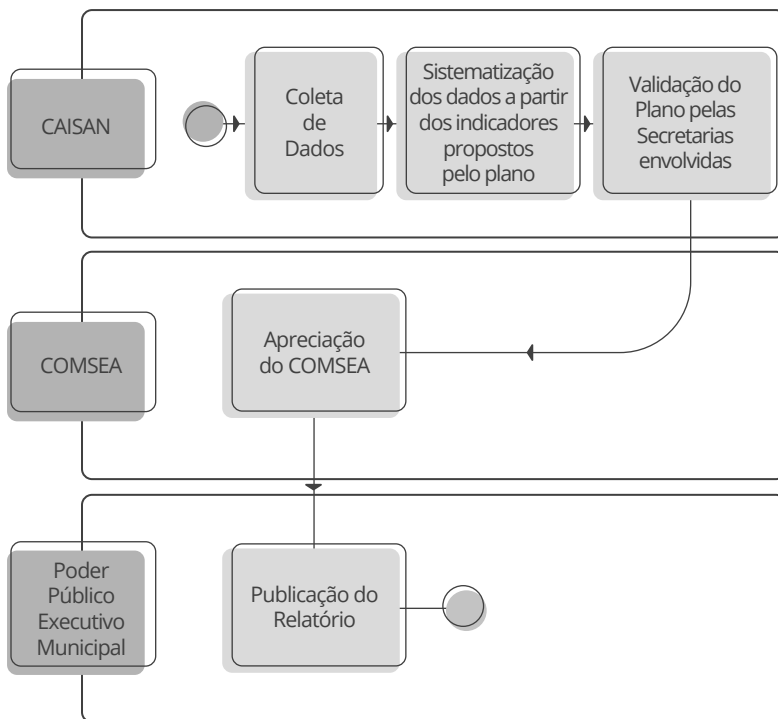 CAISAN
Coleta
de
Dados
Sistematização
dos dados a partir
dos indicadores
propostos
pelo plano
Validação do
Plano pelas
Secretarias
envolvidas
COMSEA
Apreciação
do COMSEA
Poder
Público
Executivo
Municipal
Publicação do
Relatório